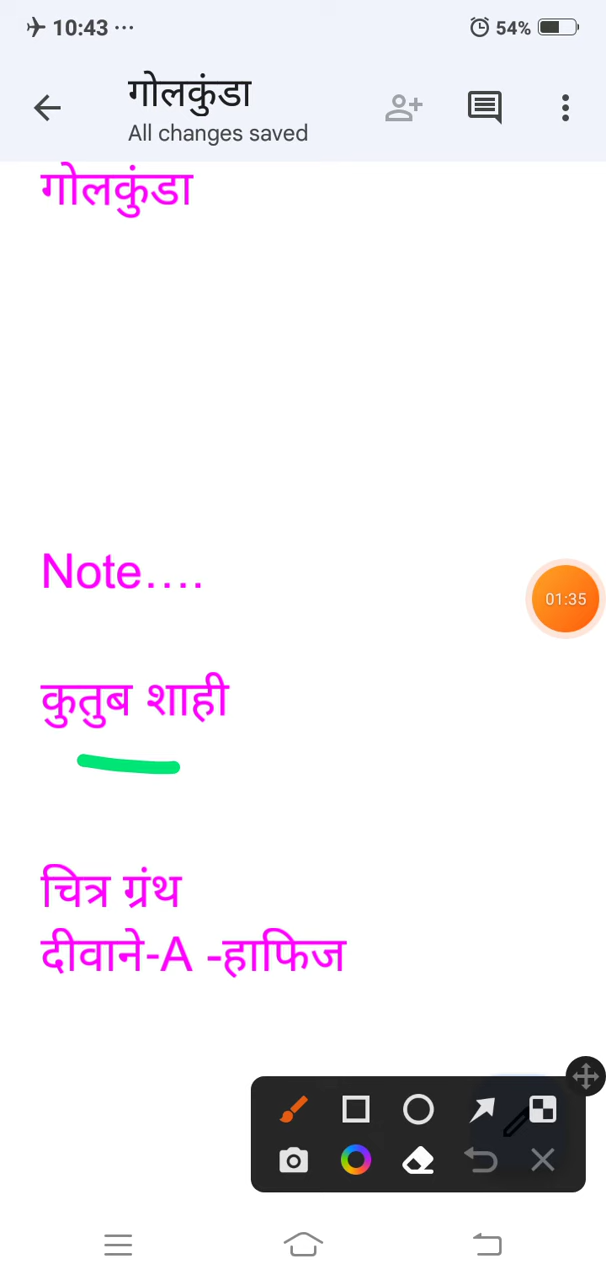 10:43 ...
54%
गोलकुंडा
All changes saved
गोलकुंडा
Note....
01:35
कुतुब शाही
चित्र ग्रंथ
दीवाने-A -हाफिज